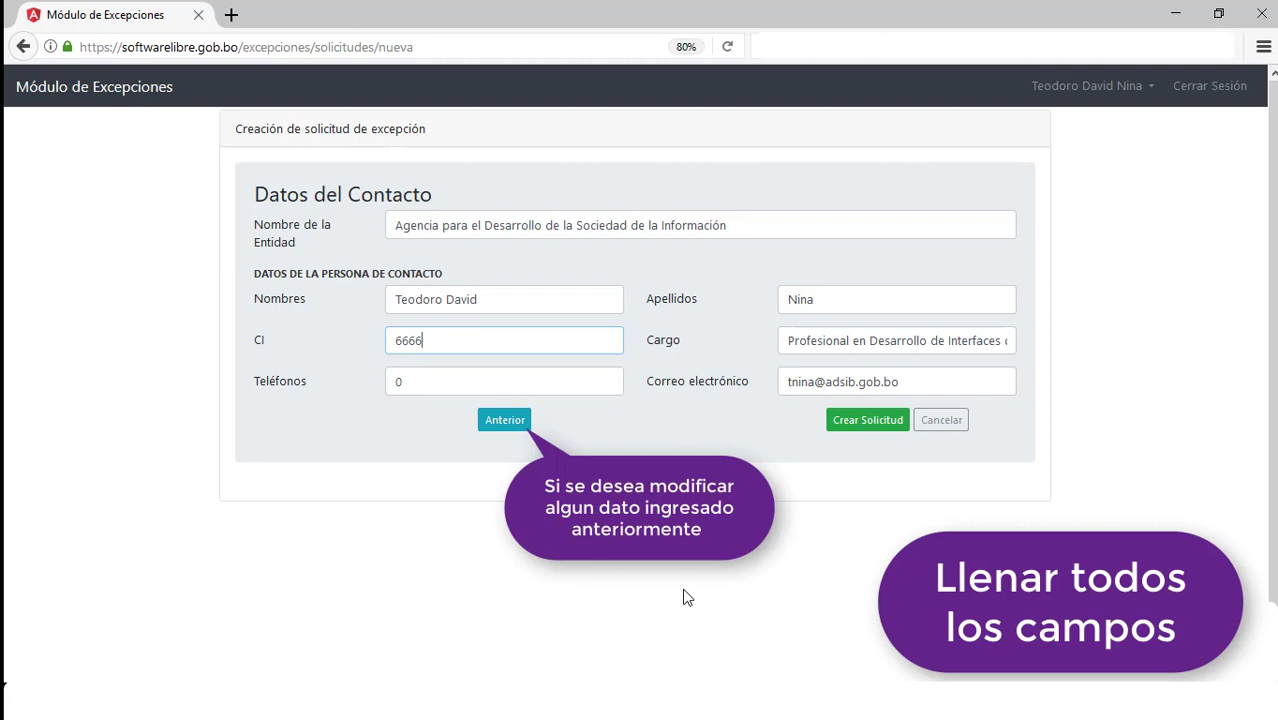 Módulo de Excepciones
https://softwarelibre.gob.bo/excepciones/solicitudes/nueva
80%
Módulo de Excepciones
Teodoro David Nina
Cerrar Sesión
Creación de solicitud de excepción
Datos del Contacto
Nombre de la
Entidad
Agencia para el Desarrollo de la Sociedad de la Información
DATOS DE LA PERSONA DE CONTACTO
Nombres
Teodoro David
Apellidos
Nina
CI
6666
Cargo
Profesional en Desarrollo de Interfaces
Teléfonos
0
Correo electrónico
tnina@adsib.gob.bo
Anterior
Crear Solicitud
Cancelar
Si se desea modificar
algun dato ingresado
anteriormente
Llenar todos
los campos